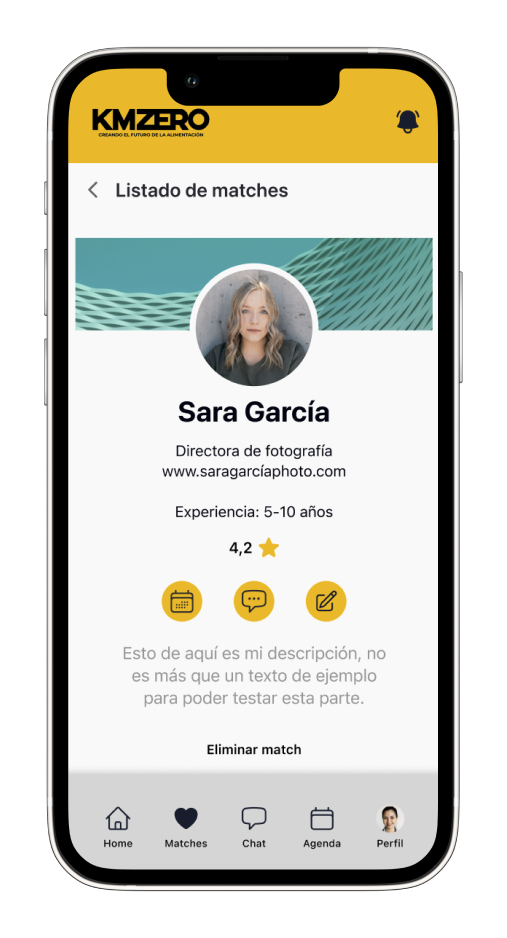 KMZERO
CREANDO EL FUTURO DE LA ALIMENTACIÓN
Listado de matches
Sara García
Directora de fotografía
www.saragarcíaphoto.com
Experiencia: 5-10 años
4,2
Esto de aquí es mi descripción, no
es más que un texto de ejemplo
para poder testar esta parte.
Eliminar match
Home
Matches
Chat
Agenda
Perfil